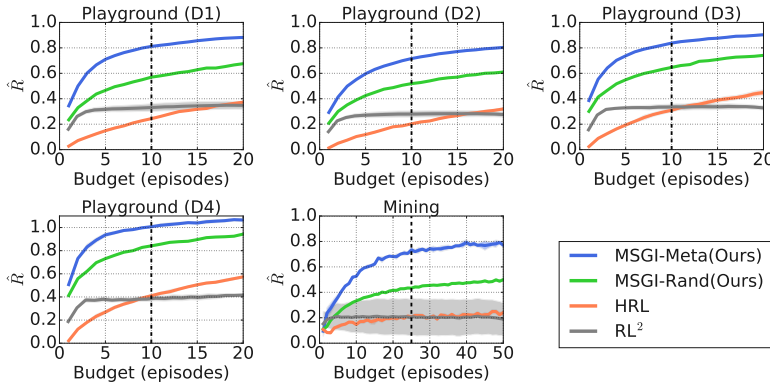 Playground (D1)
1.0
0.8
0.6
0.4
0.2
0.0
R̂
0 5 10 15 20
Budget (episodes)
Playground (D2)
1.0
0.8
0.6
0.4
0.2
0.0
R̂
0 5 10 15 20
Budget (episodes)
Playground (D3)
1.0
0.8
0.6
0.4
0.2
0.0
R̂
0 5 10 15 20
Budget (episodes)
Playground (D4)
1.0
0.8
0.6
0.4
0.2
0.0
R̂
0 5 10 15 20
Budget (episodes)
Mining
1.0
0.8
0.6
0.4
0.2
0.0
R̂
0 10 20 30 40 50
Budget (episodes)
MSGI-Meta(Ours)
MSGI-Rand(Ours)
HRL
RL²